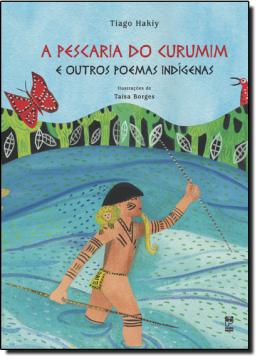 Tiago Hakiy
A PESCARIA DO CURUMIM
E OUTROS POEMAS INDÍGENAS
Ilustrações de
Taisa Borges